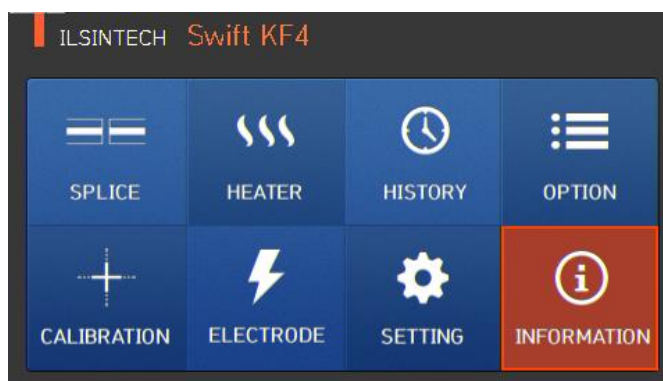 ILSINTECH Swift KF4
SPLICE HEATER HISTORY OPTION
CALIBRATION ELECTRODE SETTING INFORMATION